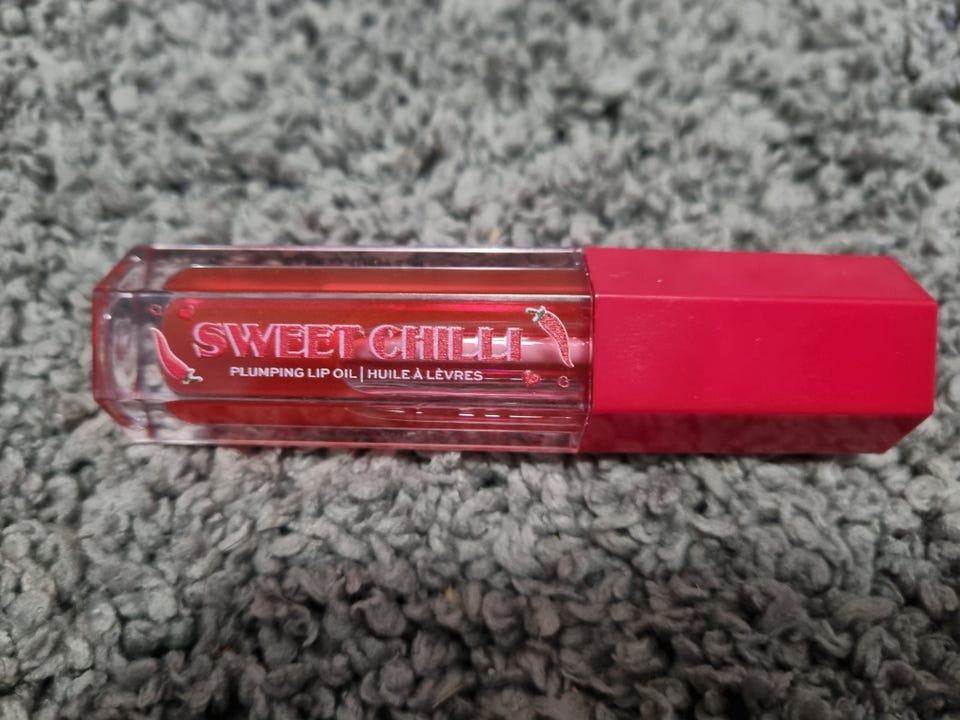 SWEET CHILLI
PLUMPING LIP OIL | HUILE À LÈVRES